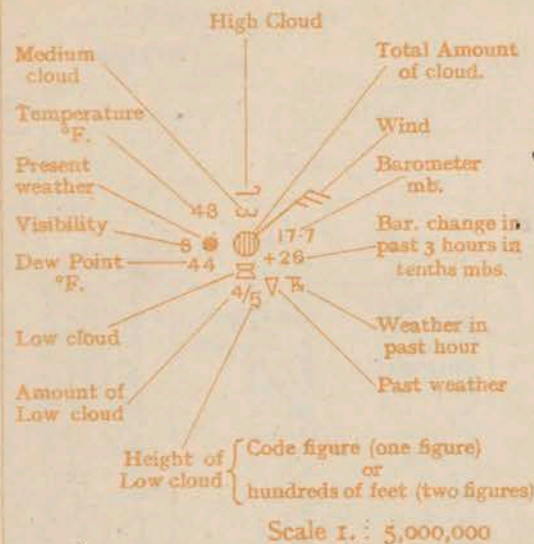 High Cloud
Medium
cloud
Total Amount
of cloud.
Temperature
°F.
Wind
Present
weather
Barometer
mb.
48
Visibility
8
17·7
Bar. change in
past 3 hours in
tenths mbs.
+26
Dew Point
°F.
44
4/5
Low cloud
Weather in
past hour
Amount of
Low cloud
Past weather
Height of
Low cloud
Code figure (one figure)
or
hundreds of feet (two figures)
Scale 1. : 5,000,000